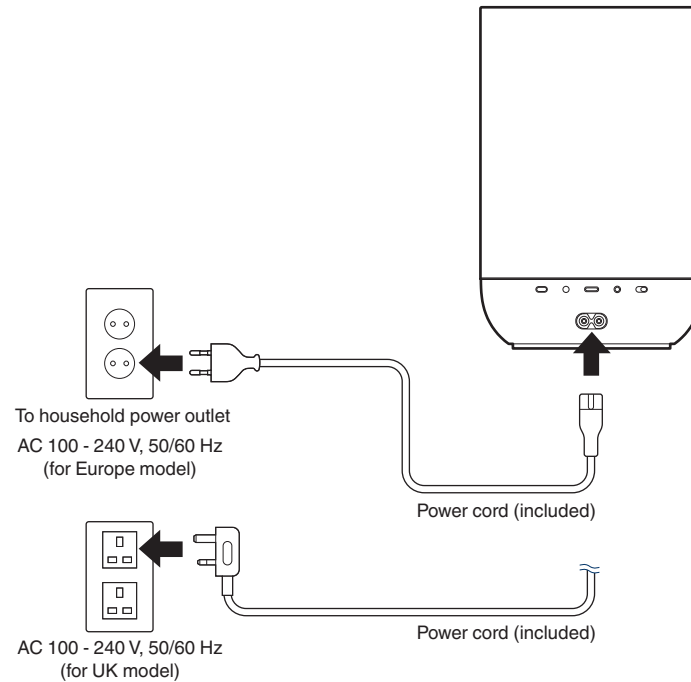 To household power outlet
AC 100 - 240 V, 50/60 Hz
(for Europe model)
Power cord (included)
AC 100 - 240 V, 50/60 Hz
(for UK model)
Power cord (included)